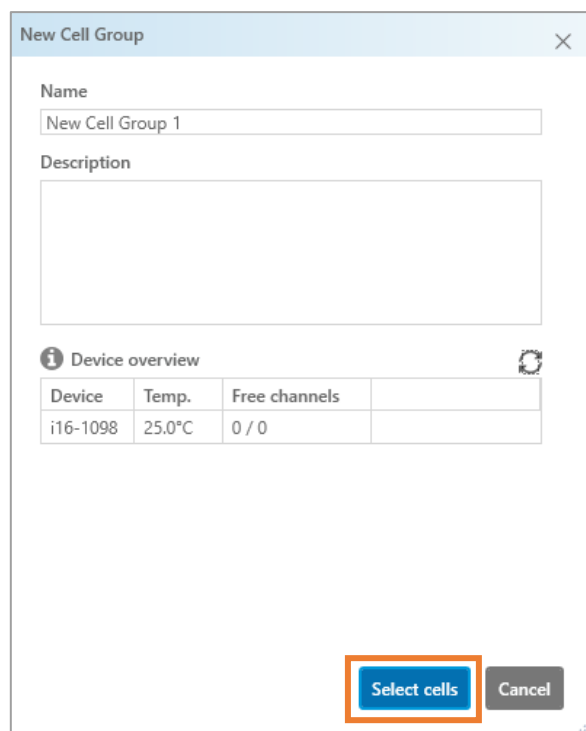 New Cell Group
Name
New Cell Group 1
Description
Device overview
Device Temp. Free channels
i16-1098 25.0°C 0 / 0
Select cells Cancel